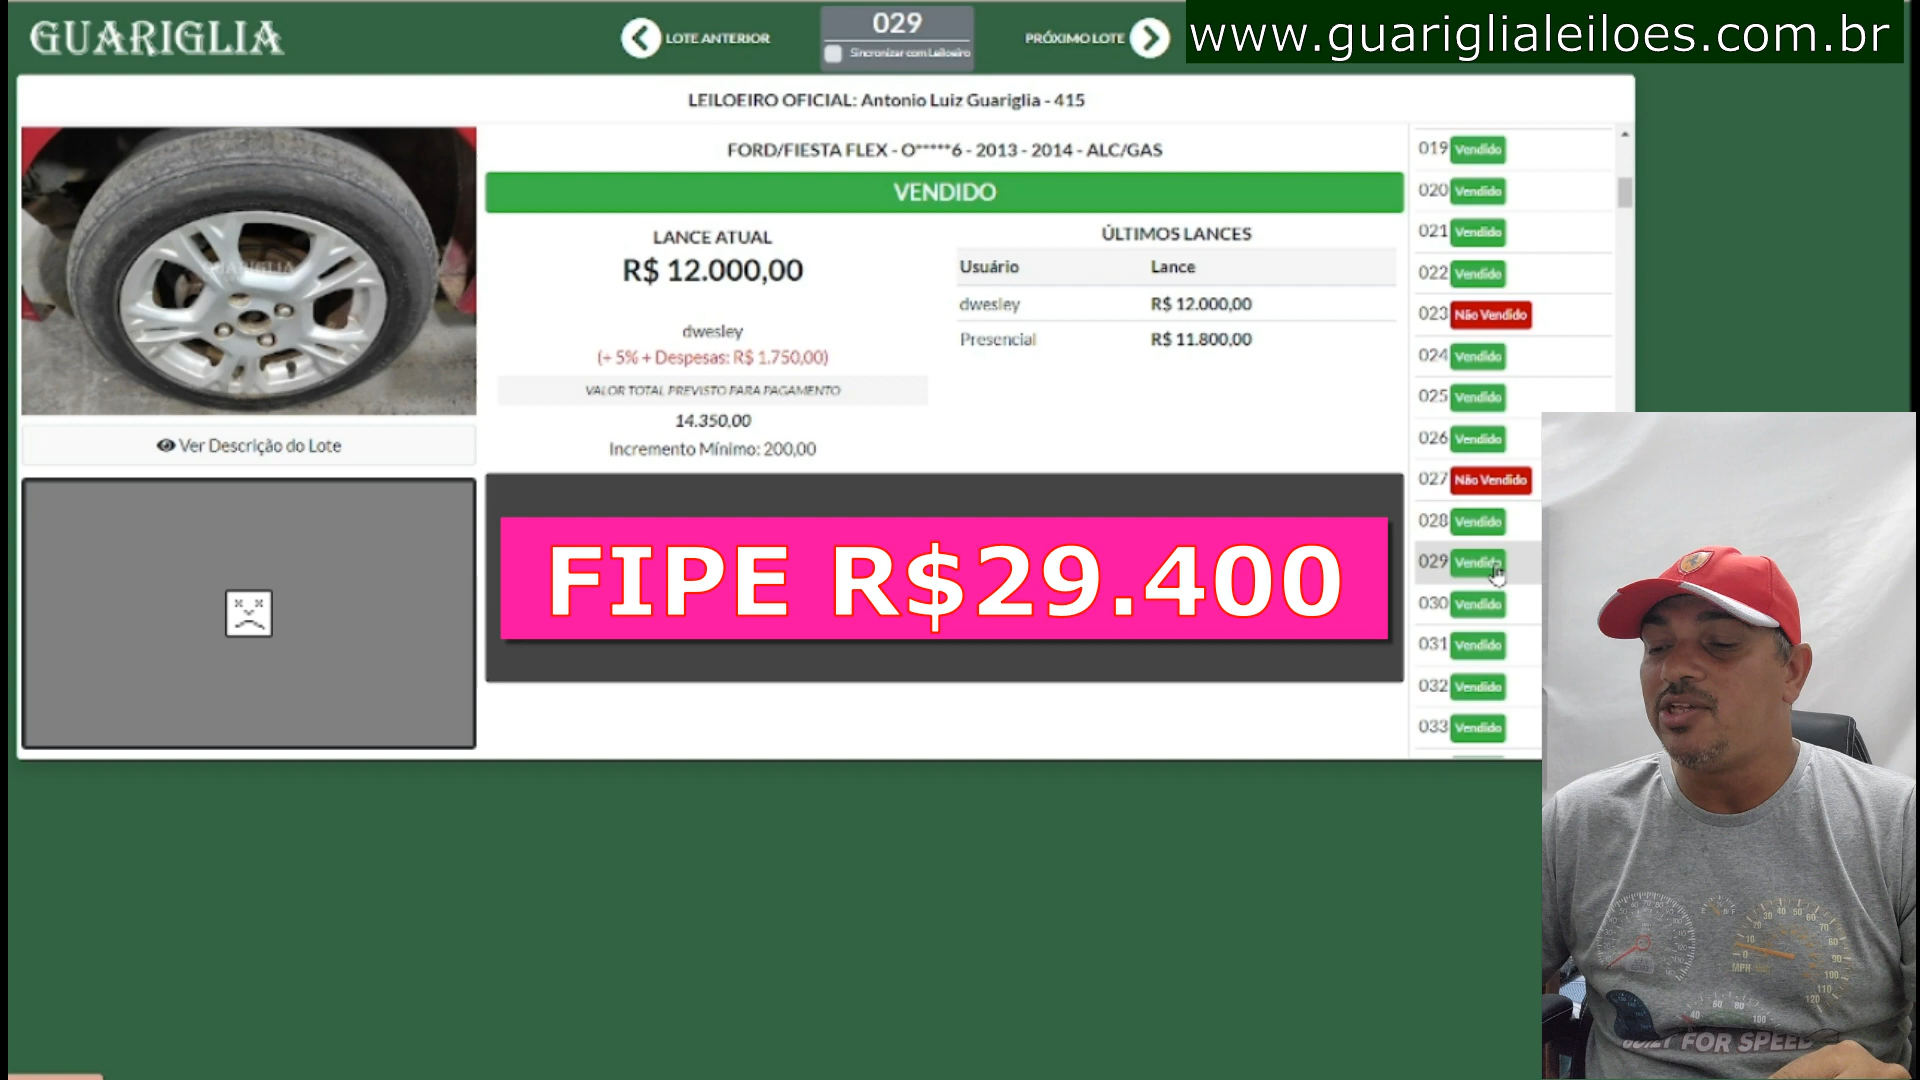 GUARIGLIA
LOTE ANTERIOR
029
Sincronizar com Leiloeiro
PRÓXIMO LOTE
www.guariglialeiloes.com.br
LEILOEIRO OFICIAL: Antonio Luiz Guariglia - 415
GUARIGLIA
Ver Descrição do Lote
FORD/FIESTA FLEX - O*****6 - 2013 - 2014 - ALC/GAS
VENDIDO
LANCE ATUAL
R$ 12.000,00
dwesley
(+ 5% + Despesas: R$ 1.750,00)
VALOR TOTAL PREVISTO PARA PAGAMENTO
14.350,00
Incremento Mínimo: 200,00
ÚLTIMOS LANCES
Usuário Lance
dwesley R$ 12.000,00
Presencial R$ 11.800,00
FIPE R$29.400
019 Vendido
020 Vendido
021 Vendido
022 Vendido
023 Não Vendido
024 Vendido
025 Vendido
026 Vendido
027 Não Vendido
028 Vendido
029 Vendido
030 Vendido
031 Vendido
032 Vendido
033 Vendido
MPH
BUILT FOR SPEED